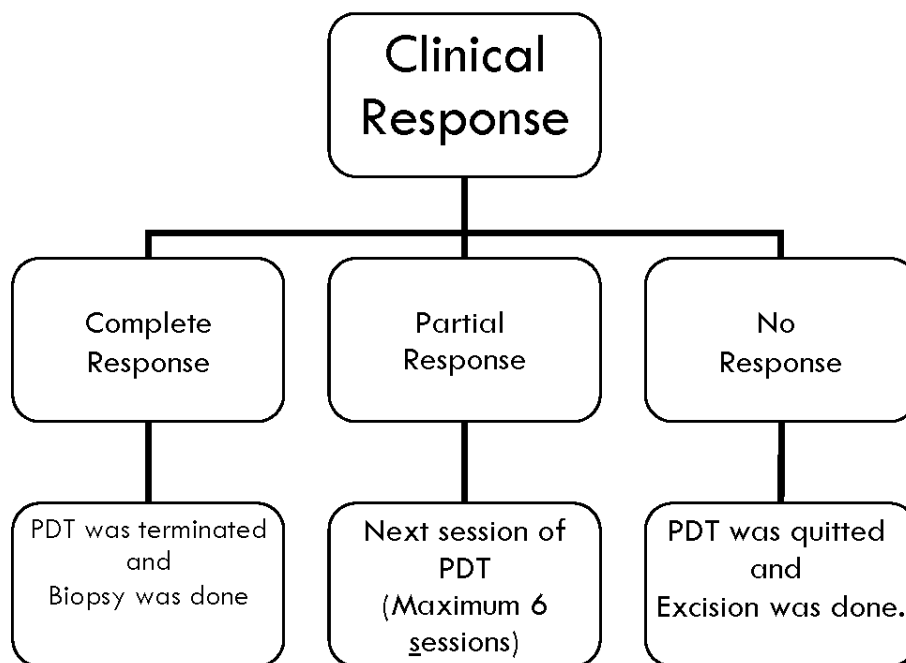 Clinical
Response
Complete
Response
Partial
Response
No
Response
PDT was terminated
and
Biopsy was done
Next session of
PDT
(Maximum 6
sessions)
PDT was quitted
and
Excision was done.